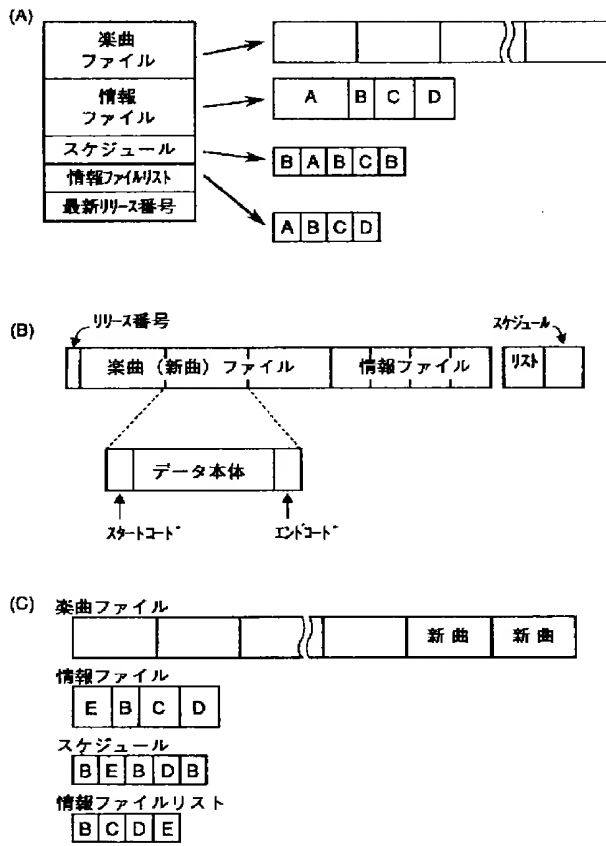 (A)
楽曲
ファイル
情報
ファイル
スケジュール
情報ファイルリスト
最新リリース番号
A B C D
B A B C B
A B C D
(B)
リリース番号
スケジュール
楽曲（新曲）ファイル
情報ファイル
リスト
データ本体
スタートコード
エンドコード
(C)
楽曲ファイル
新曲 新曲
情報ファイル
E B C D
スケジュール
B E B D B
情報ファイルリスト
B C D E